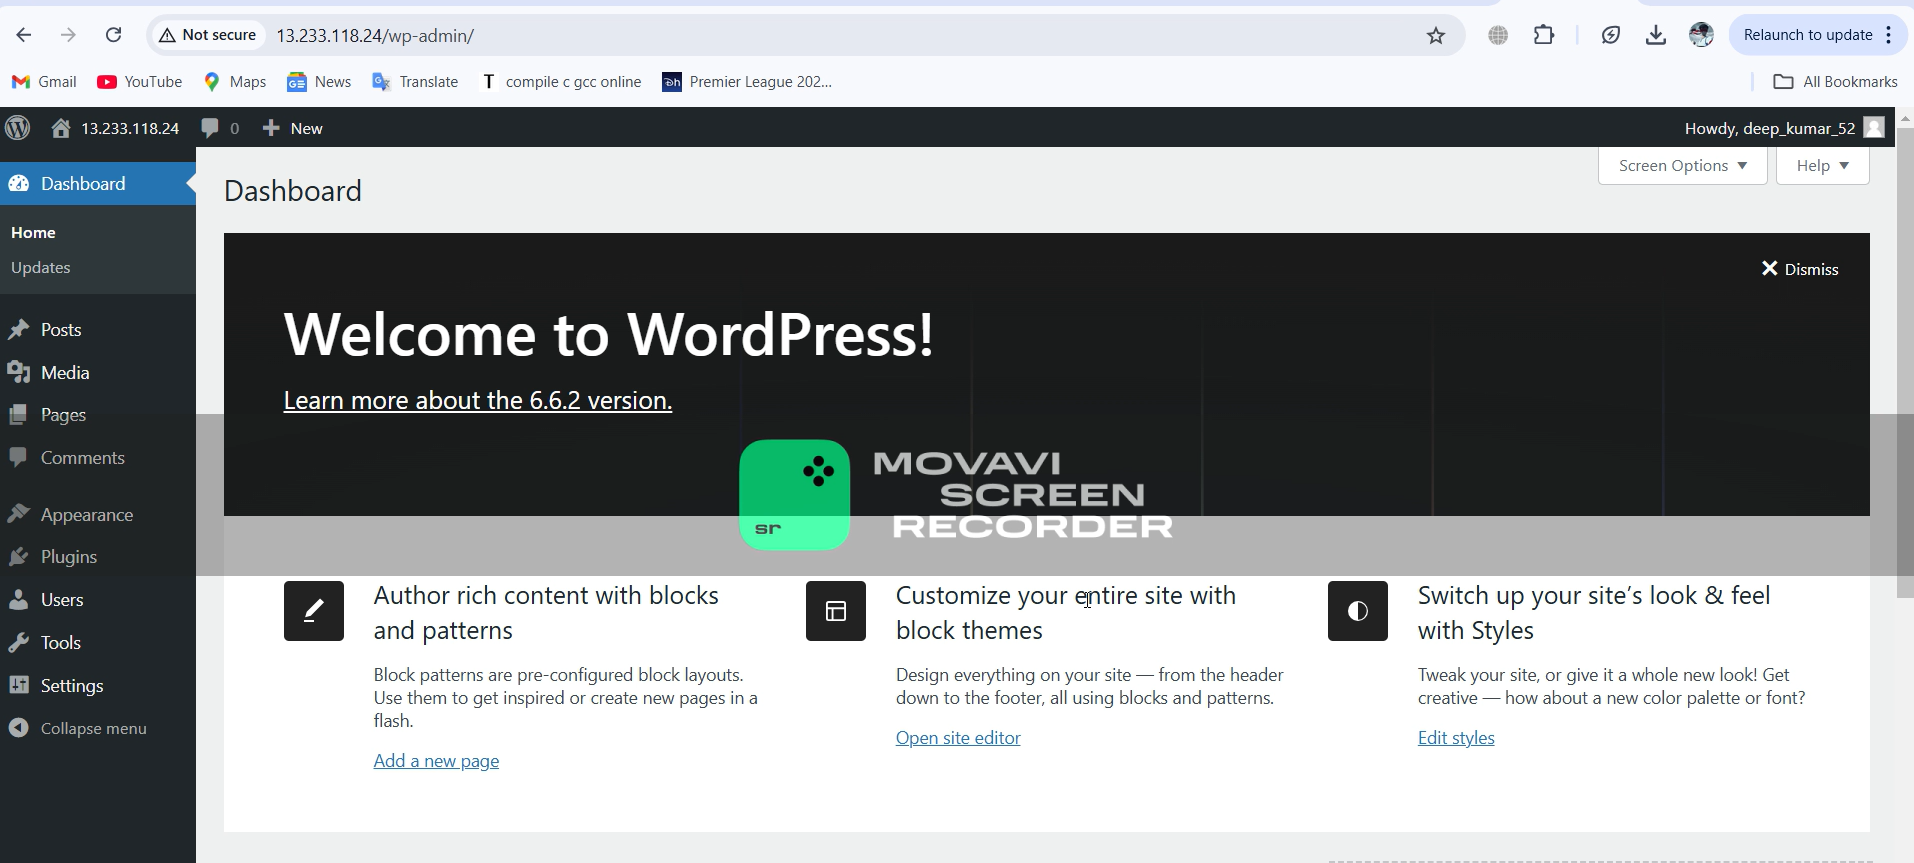 Not secure 13.233.118.24/wp-admin/ Relaunch to update
Gmail YouTube Maps News Translate T compile c gcc online Premier League 202... All Bookmarks
13.233.118.24 0 New Howdy, deep_kumar_52
Dashboard
Screen Options Help
Dashboard
Home
Updates
Posts
Media
Pages
Comments
Appearance
Plugins
Users
Tools
Settings
Collapse menu
Dismiss
Welcome to WordPress!
Learn more about the 6.6.2 version.
sr
MOVAVI
SCREEN
RECORDER
Author rich content with blocks
and patterns
Block patterns are pre-configured block layouts.
Use them to get inspired or create new pages in a
flash.
Add a new page
Customize your entire site with
block themes
Design everything on your site — from the header
down to the footer, all using blocks and patterns.
Open site editor
Switch up your site’s look & feel
with Styles
Tweak your site, or give it a whole new look! Get
creative — how about a new color palette or font?
Edit styles